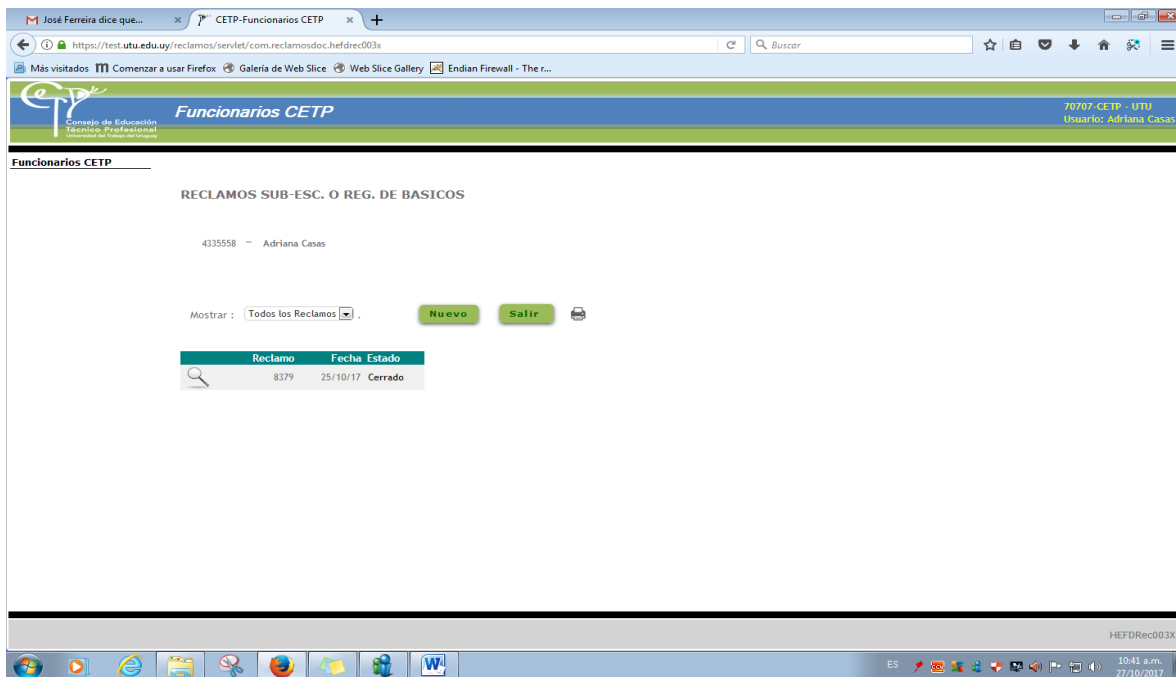 José Ferreira dice que...
CETP-Funcionarios CETP
https://test.utu.edu.uy/reclamos/servlet/com.reclamosdoc.hefdrec003x
Buscar
Más visitados Comenzar a usar Firefox Galería de Web Slice Web Slice Gallery Endian Firewall - The r...
Consejo de Educación
Técnico Profesional
Universidad del Trabajo del Uruguay
Funcionarios CETP
70707-CETP - UTU
Usuario: Adriana Casas
Funcionarios CETP
RECLAMOS SUB-ESC. O REG. DE BASICOS
4335558 – Adriana Casas
Mostrar : Todos los Reclamos . Nuevo Salir
Reclamo Fecha Estado
8379 25/10/17 Cerrado
HEFDRec003X
ES 10:41 a.m.
27/10/2017